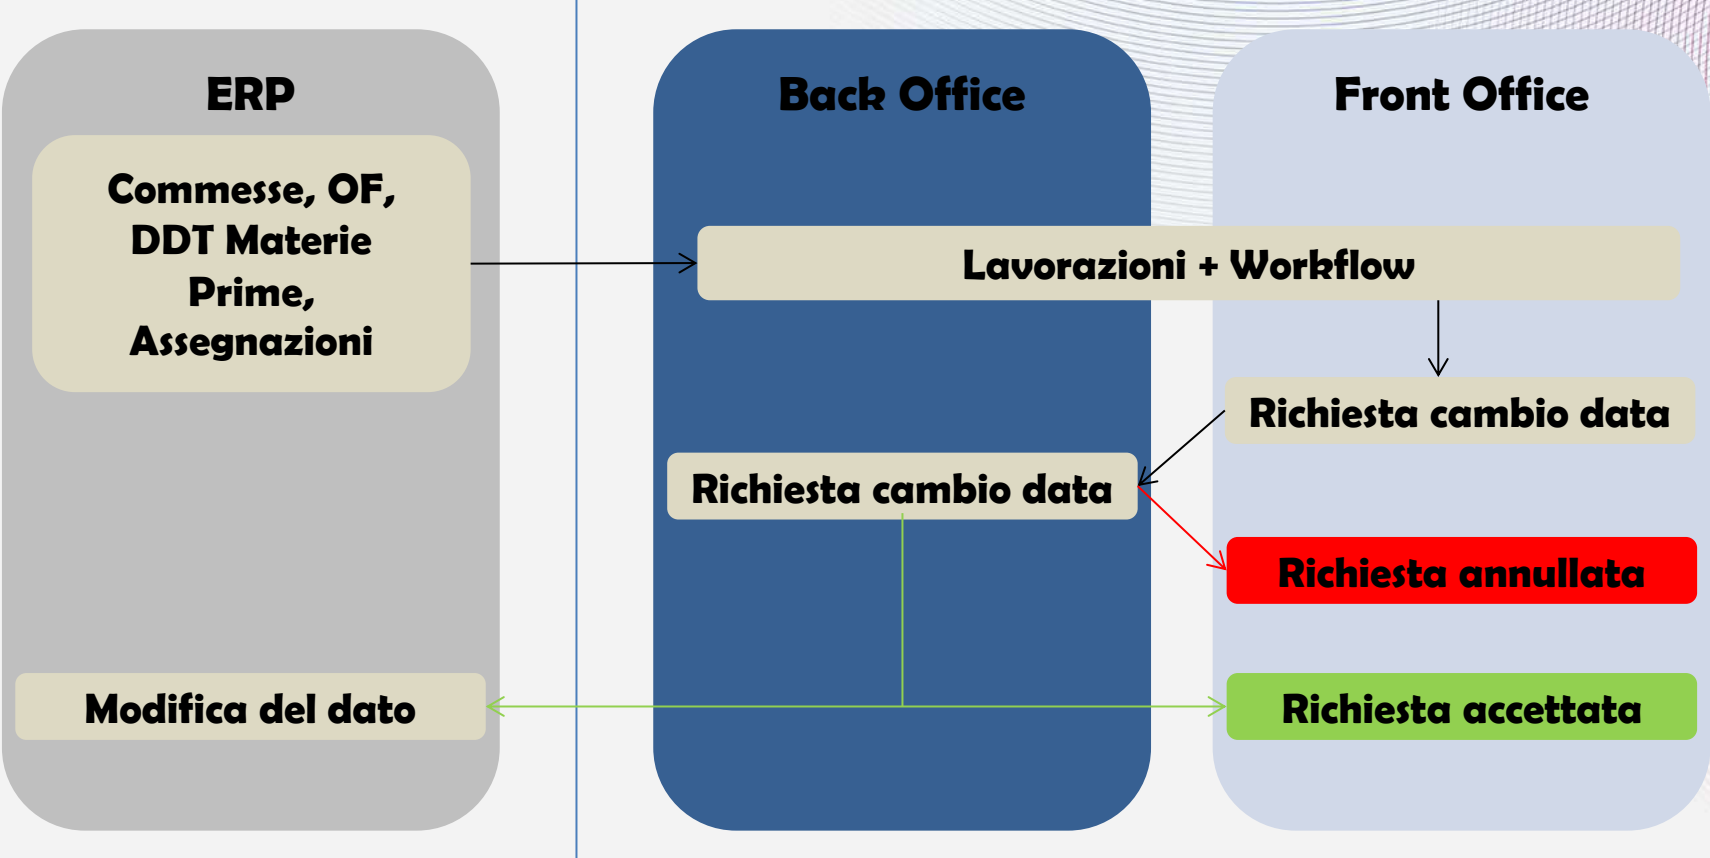 ERP
Commesse, OF,
DDT Materie
Prime,
Assegnazioni
Modifica del dato
Back Office
Front Office
Lavorazioni + Workflow
Richiesta cambio data
Richiesta cambio data
Richiesta annullata
Richiesta accettata